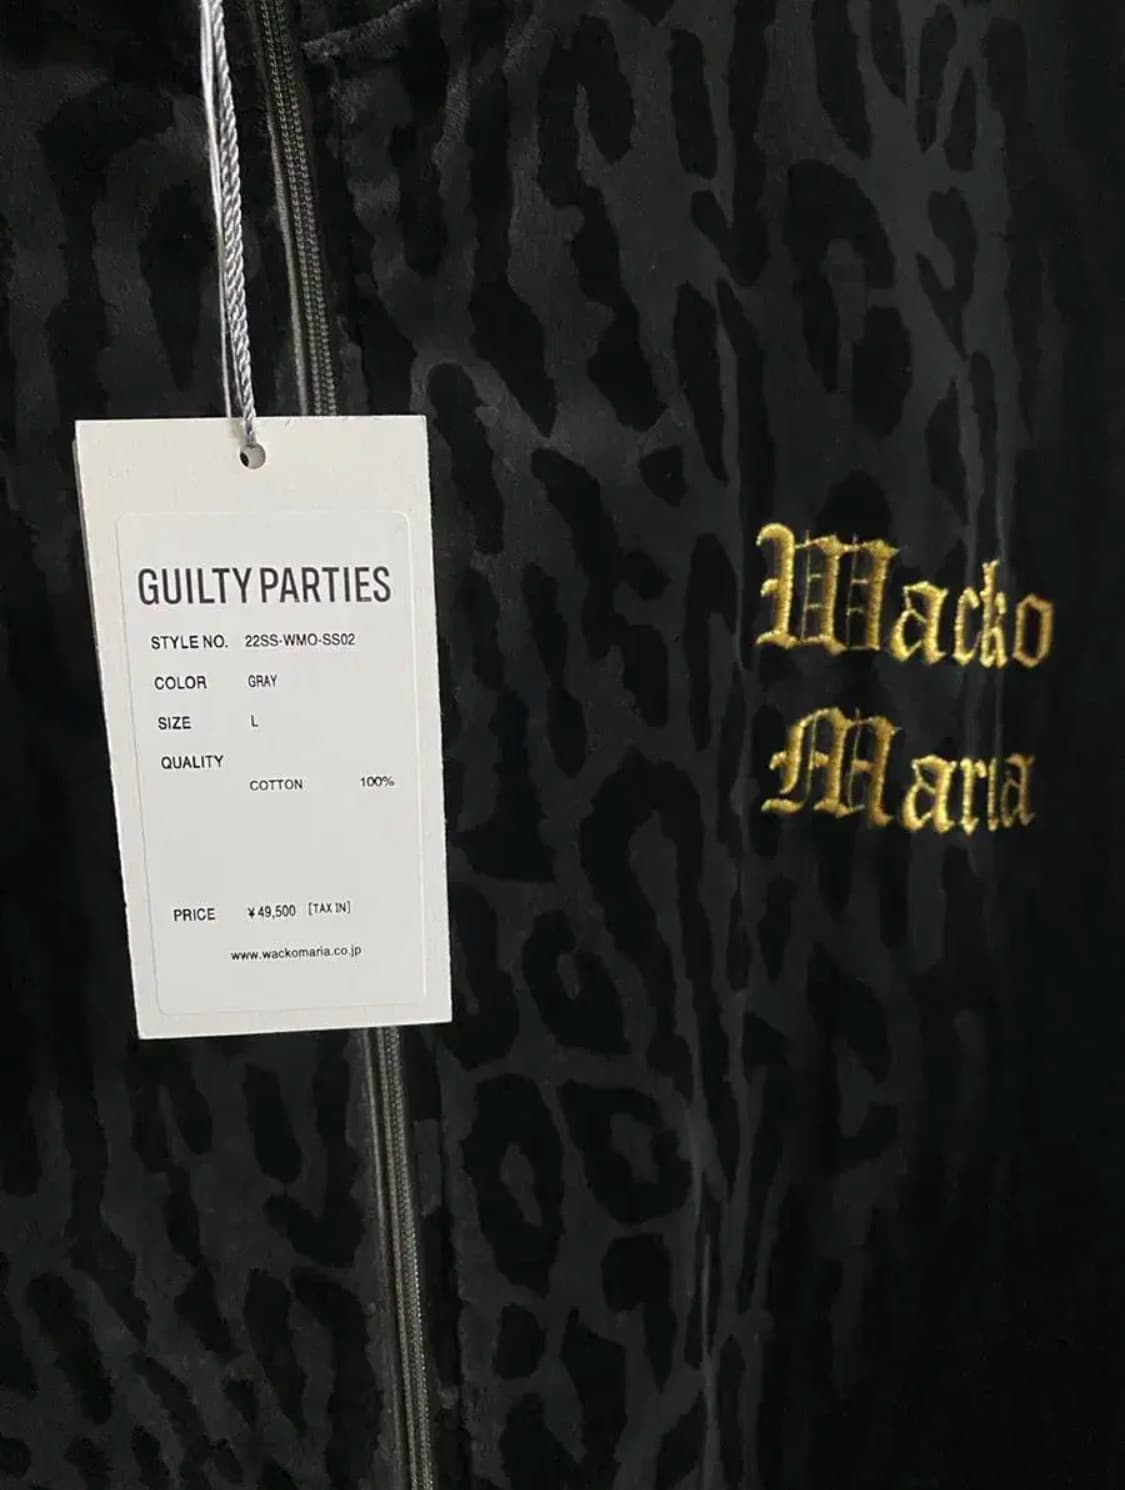 GUILTY PARTIES
STYLE NO. 22SS-WMO-SS02
COLOR GRAY
SIZE L
QUALITY
COTTON 100%
PRICE ¥49,500 [TAX IN]
www.wackomaria.co.jp
Wacko
Maria